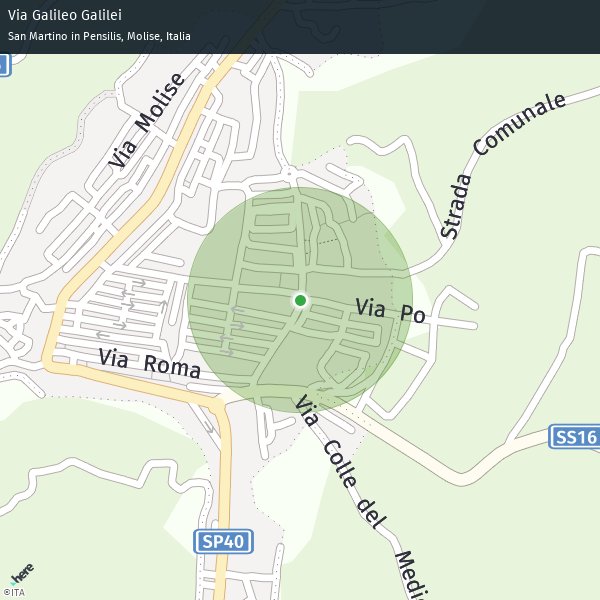 Via Galileo Galilei
San Martino in Pensilis, Molise, Italia
Via Molise
Strada Comunale
Via Po
Via Roma
Via Colle del Medi
SS16
SP40
here
©ITA